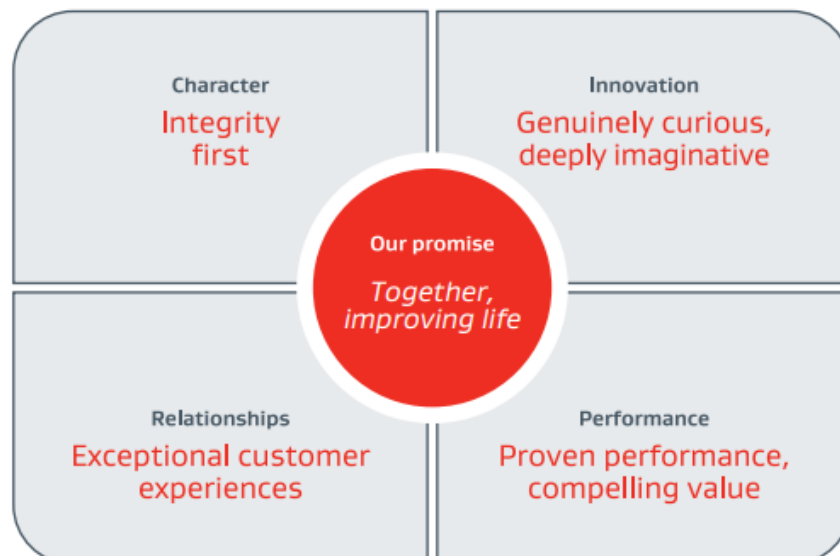 Character
Integrity
first
Innovation
Genuinely curious,
deeply imaginative
Our promise
Together,
improving life
Relationships
Exceptional customer
experiences
Performance
Proven performance,
compelling value